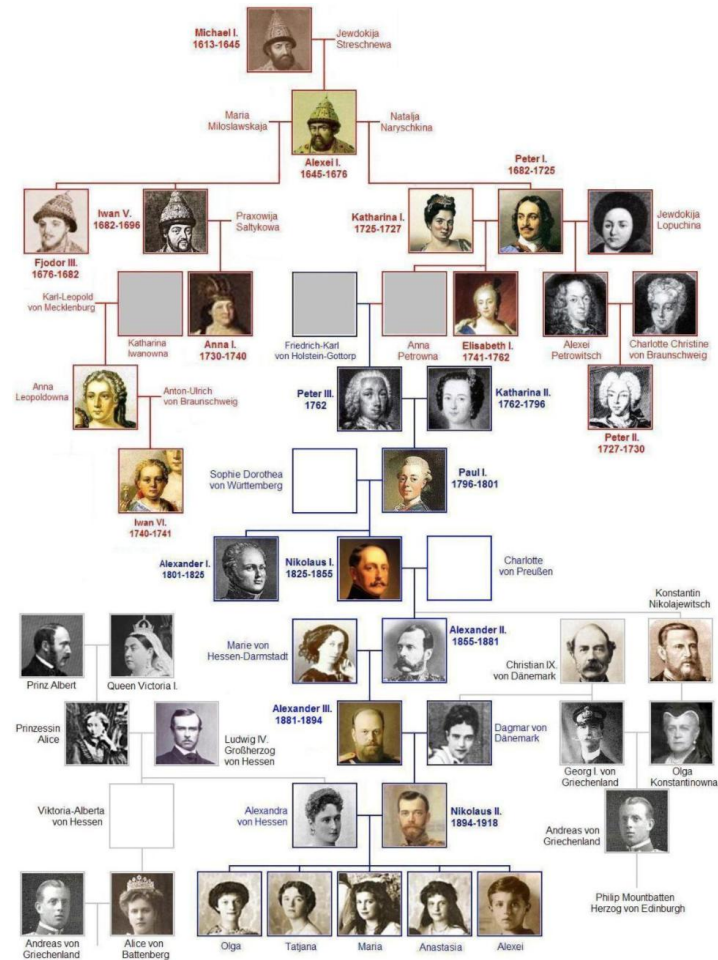 Michael I.
1613-1645
Jewdokija
Streschnewa
Maria
Miloslawskaja
Natalja
Naryschkina
Alexei I.
1645-1676
Peter I.
1682-1725
Iwan V.
1682-1696
Praxowija
Saltykowa
Katharina I.
1725-1727
Jewdokija
Lopuchina
Fjodor III.
1676-1682
Karl-Leopold
von Mecklenburg
Katharina
Iwanowna
Anna I.
1730-1740
Friedrich-Karl
von Holstein-Gottorp
Anna
Petrowna
Elisabeth I.
1741-1762
Alexei
Petrowitsch
Charlotte Christine
von Braunschweig
Anna
Leopoldowna
Anton-Ulrich
von Braunschweig
Peter III.
1762
Katharina II.
1762-1796
Peter II.
1727-1730
Iwan VI.
1740-1741
Sophie Dorothea
von Württemberg
Paul I.
1796-1801
Alexander I.
1801-1825
Nikolaus I.
1825-1855
Charlotte
von Preußen
Konstantin
Nikolajewitsch
Marie von
Hessen-Darmstadt
Alexander II.
1855-1881
Christian IX.
von Dänemark
Prinz Albert
Queen Victoria I.
Alexander III.
1881-1894
Prinzessin
Alice
Ludwig IV.
Großherzog
von Hessen
Dagmar von
Dänemark
Georg I. von
Griechenland
Olga
Konstantinowna
Viktoria-Alberta
von Hessen
Alexandra
von Hessen
Nikolaus II.
1894-1918
Andreas von
Griechenland
Philip Mountbatten
Herzog von Edinburgh
Andreas von
Griechenland
Alice von
Battenberg
Olga
Tatjana
Maria
Anastasia
Alexei